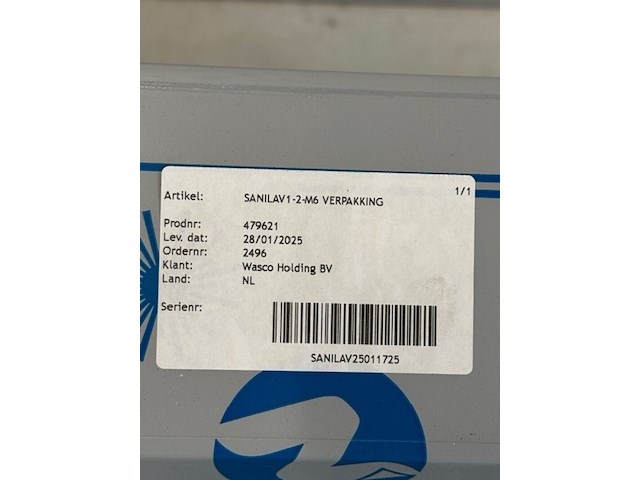 1/1
Artikel: SANILAV1-2-M6 VERPAKKING
Prodnr: 479621
Lev. dat: 28/01/2025
Ordernr: 2496
Klant: Wasco Holding BV
Land: NL
Serienr:
SANILAV25011725